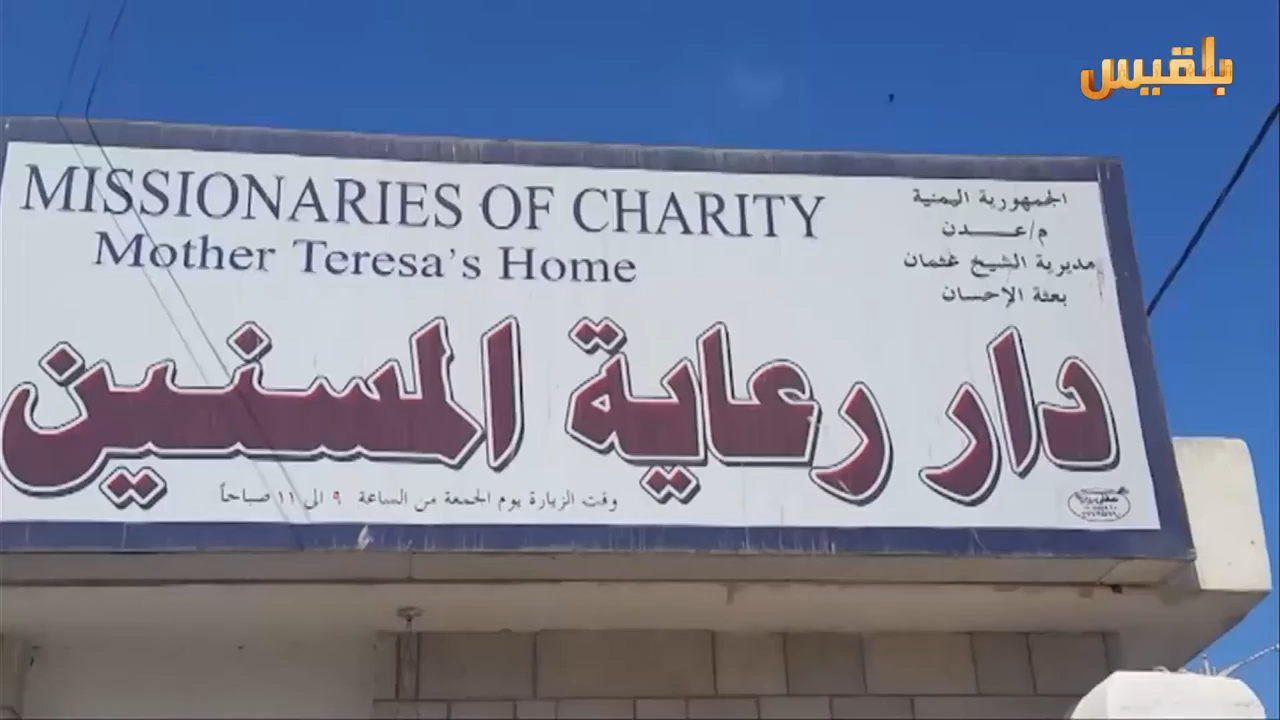 بلقيس
MISSIONARIES OF CHARITY
Mother Teresa's Home
الجمهورية اليمنية
م/عـدن
مديرية الشيخ عثمان
بعثة الإحسان
دار رعاية المسنين
وقت الزيارة يوم الجمعة من الساعة ٩ الى ١١ صباحاً